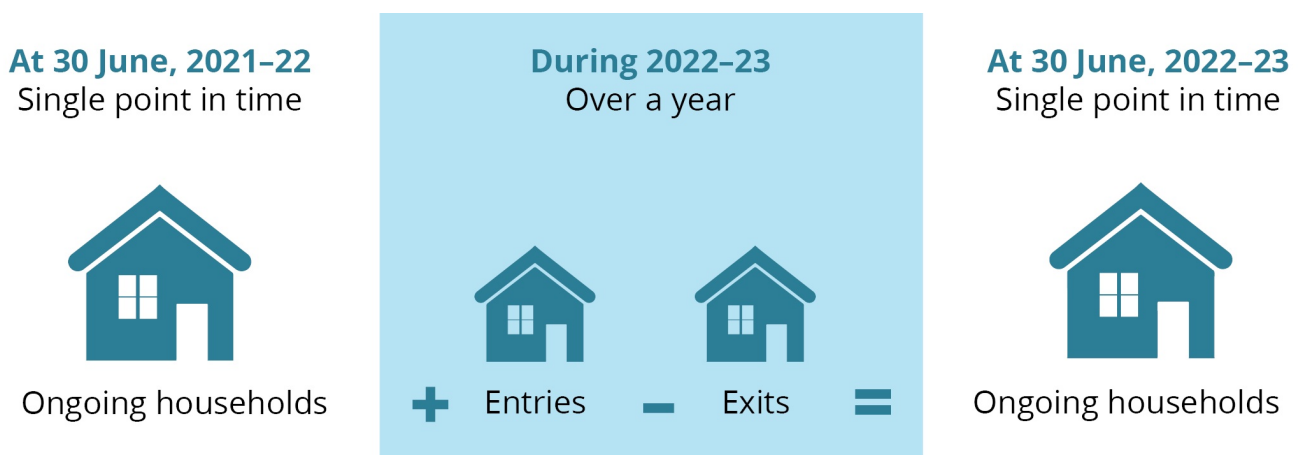 At 30 June, 2021–22
Single point in time
Ongoing households
During 2022–23
Over a year
+ Entries – Exits =
At 30 June, 2022–23
Single point in time
Ongoing households